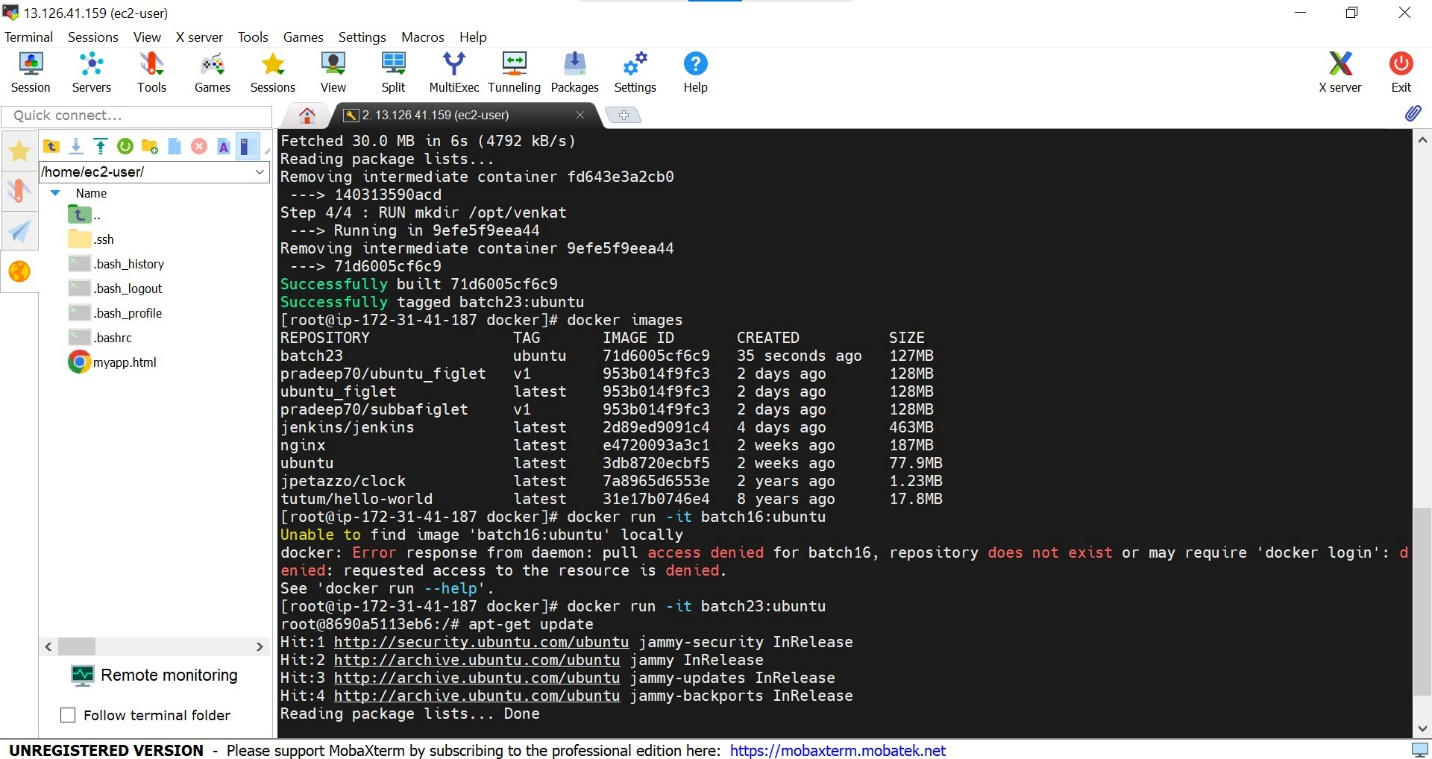 13.126.41.159 (ec2-user)
Terminal Sessions View X server Tools Games Settings Macros Help
Session Servers Tools Games Sessions View Split MultiExec Tunneling Packages Settings Help X server Exit
Quick connect...
2. 13.126.41.159 (ec2-user)
/home/ec2-user/
Name
..
.ssh
.bash_history
.bash_logout
.bash_profile
.bashrc
myapp.html
Remote monitoring
Follow terminal folder
Fetched 30.0 MB in 6s (4792 kB/s)
Reading package lists...
Removing intermediate container fd643e3a2cb0
---> 140313590acd
Step 4/4 : RUN mkdir /opt/venkat
---> Running in 9efe5f9eea44
Removing intermediate container 9efe5f9eea44
---> 71d6005cf6c9
Successfully built 71d6005cf6c9
Successfully tagged batch23:ubuntu
[root@ip-172-31-41-187 docker]# docker images
REPOSITORY TAG IMAGE ID CREATED SIZE
batch23 ubuntu 71d6005cf6c9 35 seconds ago 127MB
pradeep70/ubuntu_figlet v1 953b014f9fc3 2 days ago 128MB
ubuntu_figlet latest 953b014f9fc3 2 days ago 128MB
pradeep70/subbafiglet v1 953b014f9fc3 2 days ago 128MB
jenkins/jenkins latest 2d89ed9091c4 4 days ago 463MB
nginx latest e4720093a3c1 2 weeks ago 187MB
ubuntu latest 3db8720ecbf5 2 weeks ago 77.9MB
jpetazzo/clock latest 7a8965d6553e 2 years ago 1.23MB
tutum/hello-world latest 31e17b0746e4 8 years ago 17.8MB
[root@ip-172-31-41-187 docker]# docker run -it batch16:ubuntu
Unable to find image 'batch16:ubuntu' locally
docker: Error response from daemon: pull access denied for batch16, repository does not exist or may require 'docker login': d
enied: requested access to the resource is denied.
See 'docker run --help'.
[root@ip-172-31-41-187 docker]# docker run -it batch23:ubuntu
root@8690a5113eb6:/# apt-get update
Hit:1 http://security.ubuntu.com/ubuntu jammy-security InRelease
Hit:2 http://archive.ubuntu.com/ubuntu jammy InRelease
Hit:3 http://archive.ubuntu.com/ubuntu jammy-updates InRelease
Hit:4 http://archive.ubuntu.com/ubuntu jammy-backports InRelease
Reading package lists... Done
UNREGISTERED VERSION - Please support MobaXterm by subscribing to the professional edition here: https://mobaxterm.mobatek.net